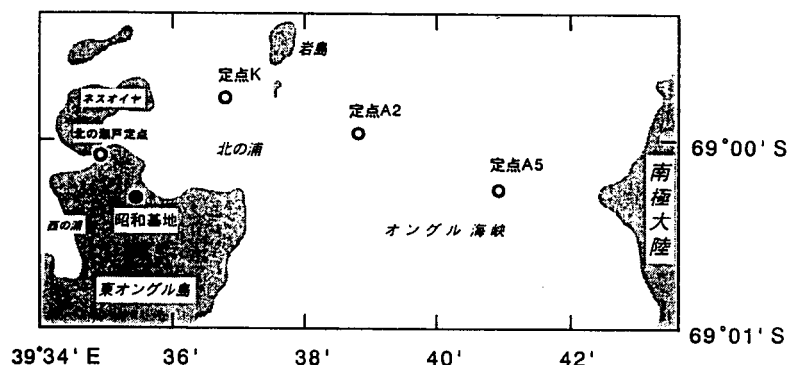 岩島
定点K
ネスオイヤ
定点A2
北の瀬戸定点
北の浦
69°00' S
定点A5
南極大陸
西の浦
昭和基地
オングル海峡
東オングル島
69°01' S
39°34' E
36'
38'
40'
42'